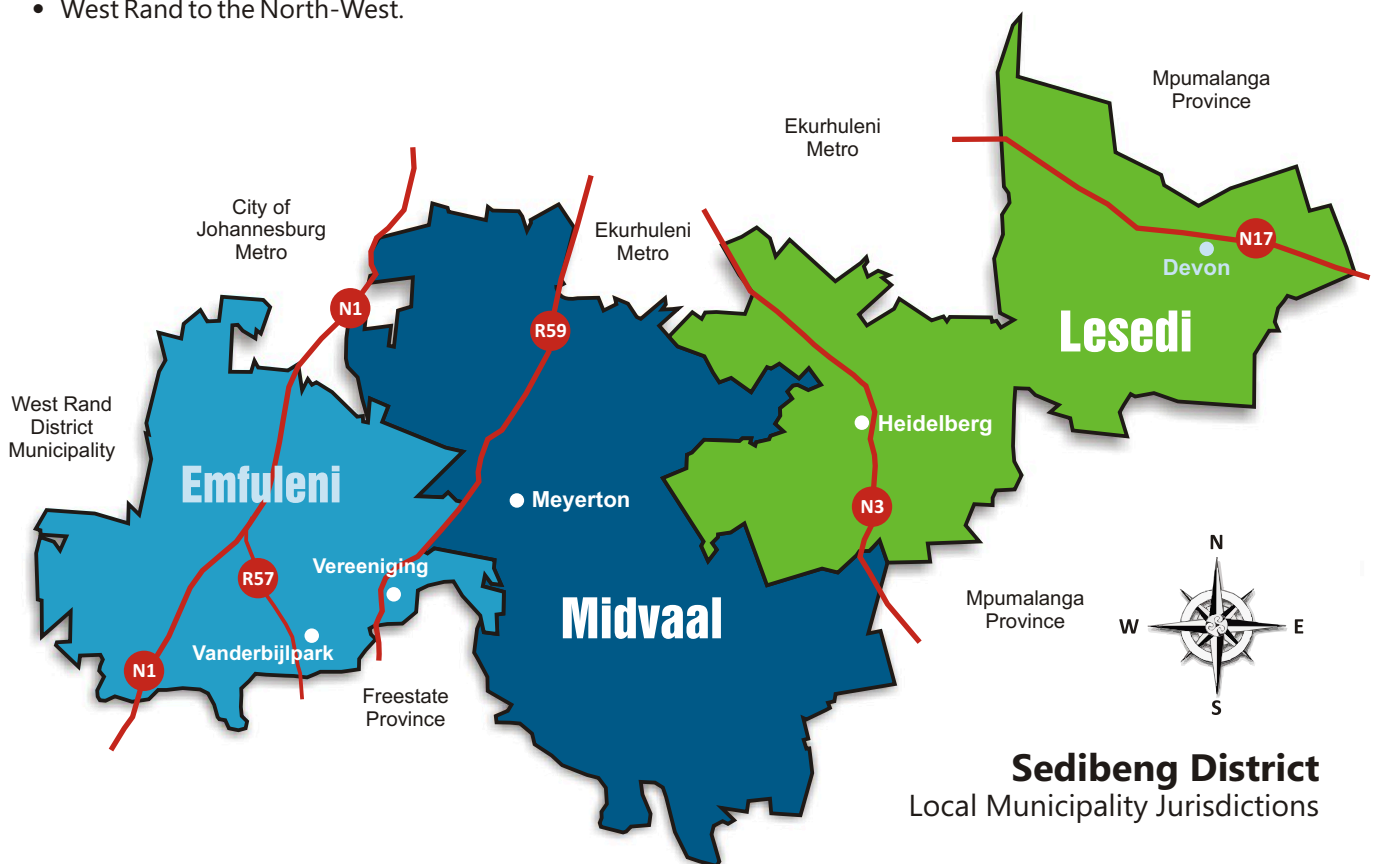 • West Rand to the North-West.
Mpumalanga
Province
Ekurhuleni
Metro
City of
Johannesburg
Metro
Ekurhuleni
Metro
N17
Devon
N1
R59
Lesedi
West Rand
District
Municipality
Heidelberg
Emfuleni
Meyerton
N3
Vereeniging
R57
Midvaal
Mpumalanga
Province
N
W
E
S
Vanderbijlpark
N1
Freestate
Province
Sedibeng District
Local Municipality Jurisdictions